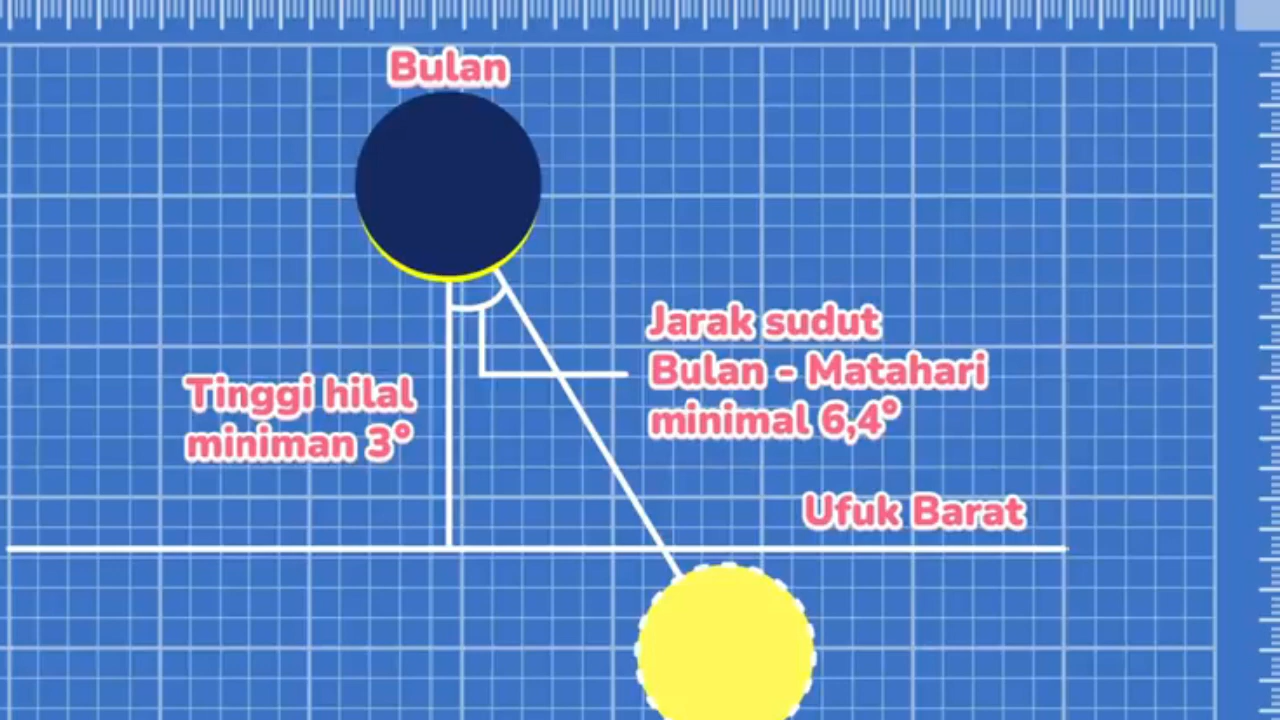 Bulan
Jarak sudut
Bulan - Matahari
minimal 6,4°
Tinggi hilal
miniman 3°
Ufuk Barat